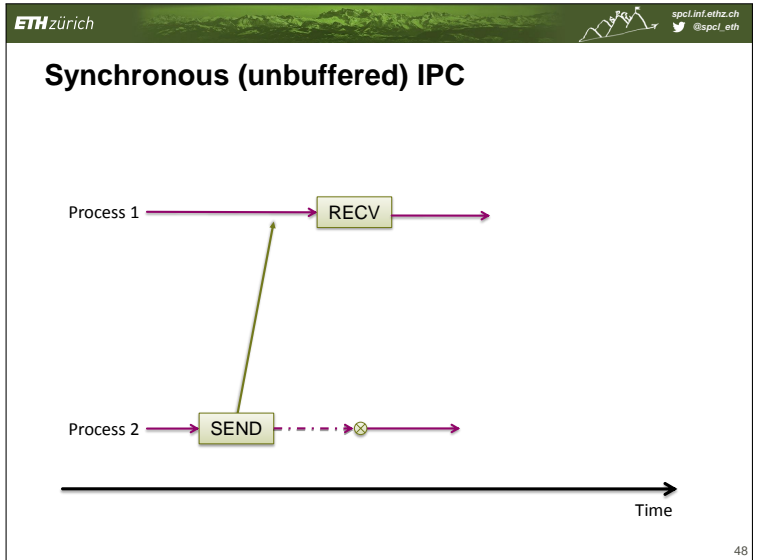 ETH zürich
spcl.inf.ethz.ch
@spcl_eth
Synchronous (unbuffered) IPC
Process 1
RECV
Process 2
SEND
Time
48